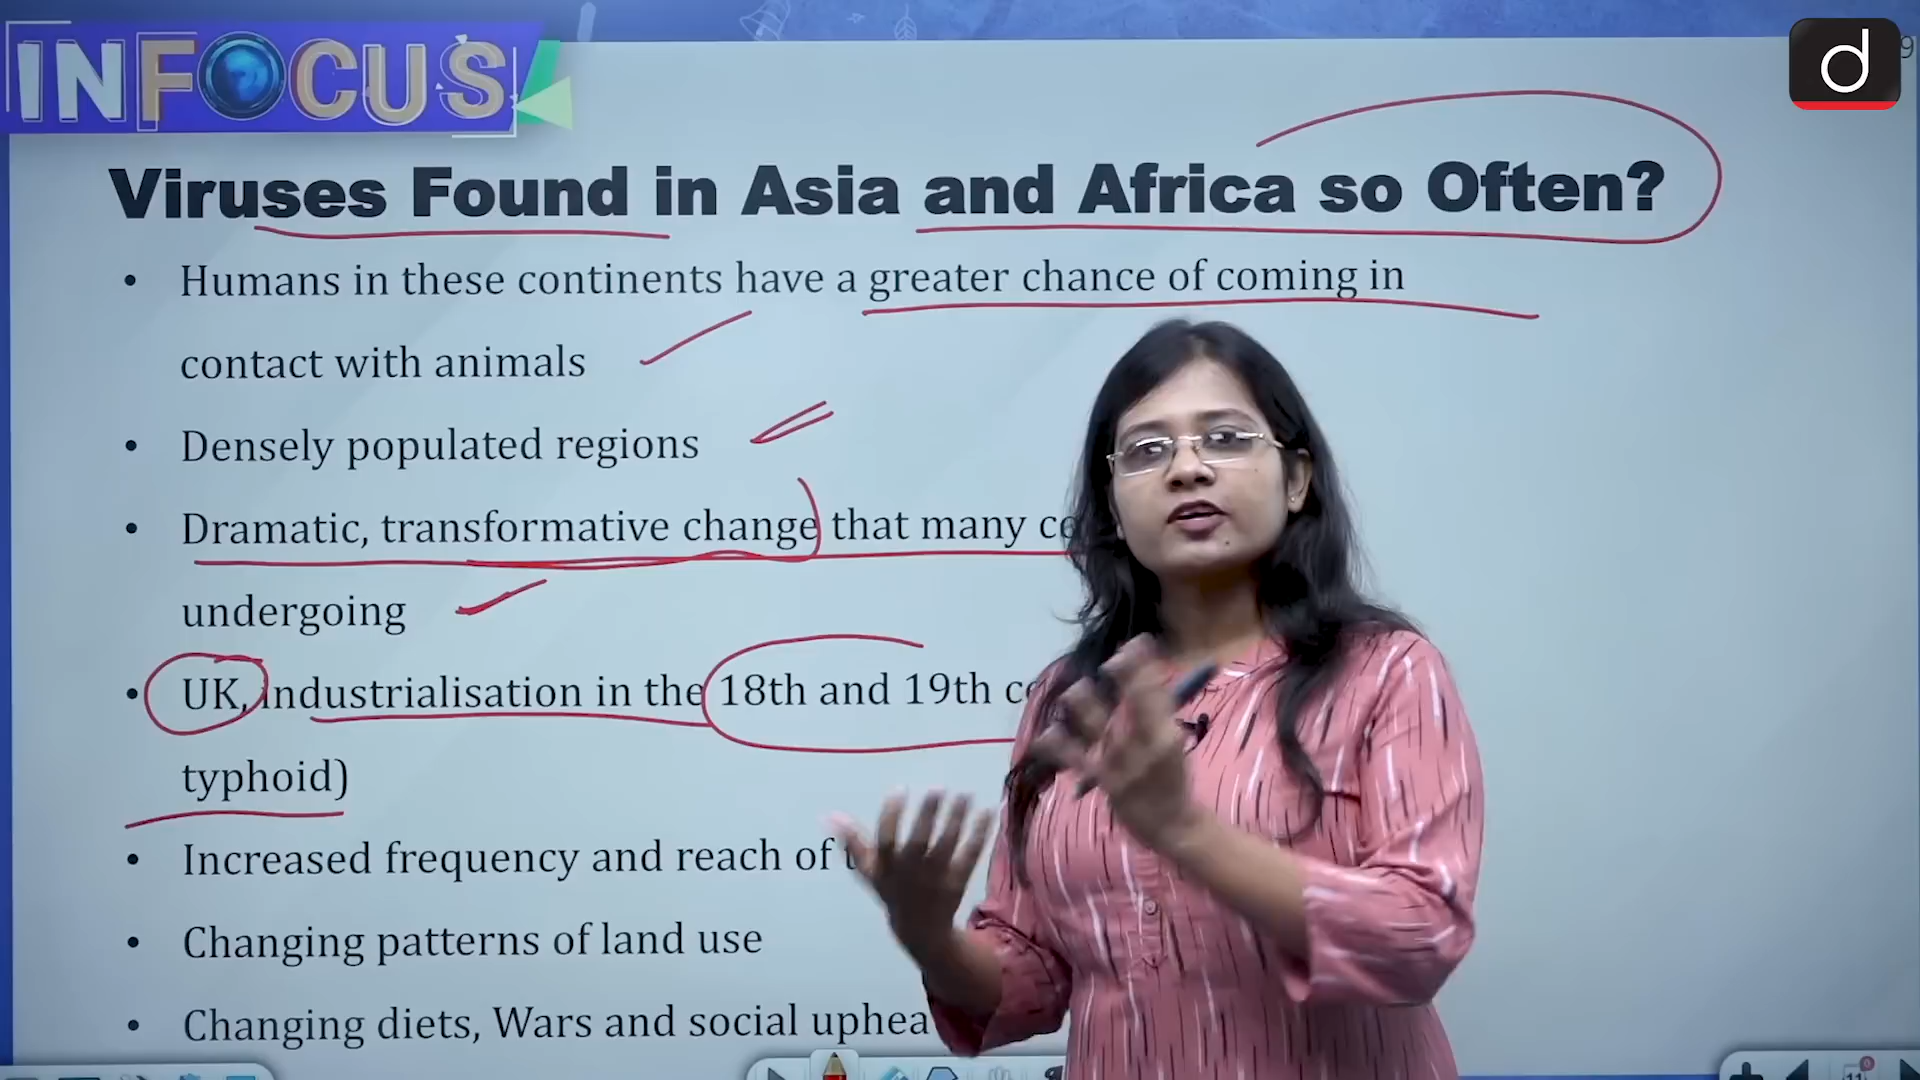 INFOCUS
d
9
Viruses Found in Asia and Africa so Often?
• Humans in these continents have a greater chance of coming in
contact with animals
• Densely populated regions
• Dramatic, transformative change that many
undergoing
• UK, industrialisation in the 18th and 19th
typhoid)
• Increased frequency and reach of
• Changing patterns of land use
• Changing diets, Wars and social